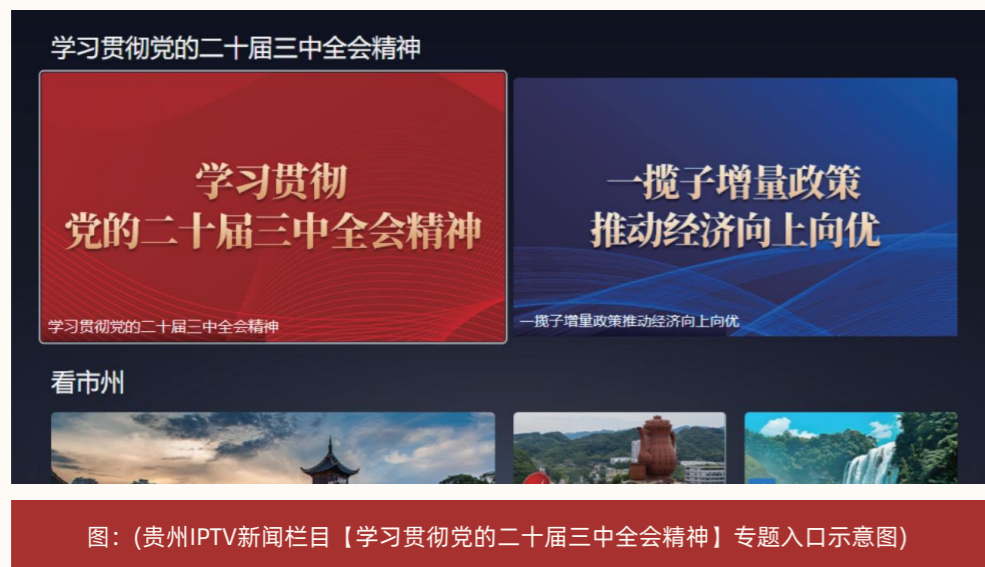 学习贯彻党的二十届三中全会精神
学习贯彻
党的二十届三中全会精神
学习贯彻党的二十届三中全会精神
一揽子增量政策
推动经济向上向优
一揽子增量政策推动经济向上向优
看市州
图：(贵州IPTV新闻栏目【学习贯彻党的二十届三中全会精神】专题入口示意图)